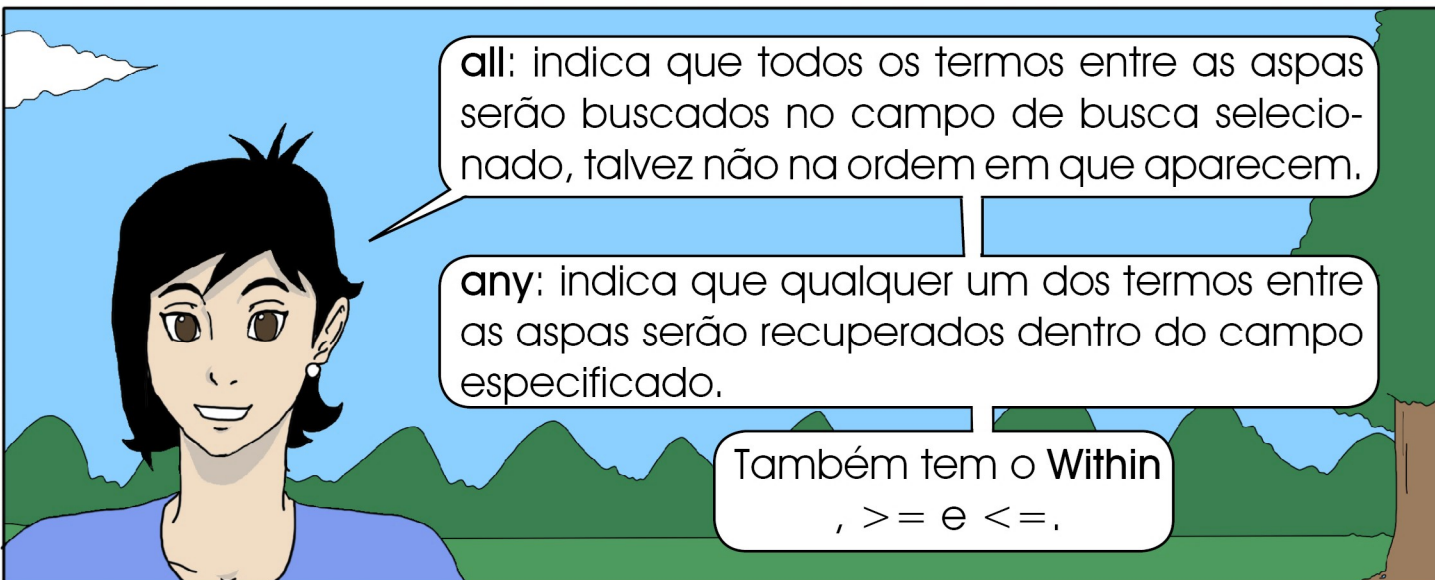 all: indica que todos os termos entre as aspas
serão buscados no campo de busca selecio-
nado, talvez não na ordem em que aparecem.
any: indica que qualquer um dos termos entre
as aspas serão recuperados dentro do campo
especificado.
Também tem o Within
, >= e <=.